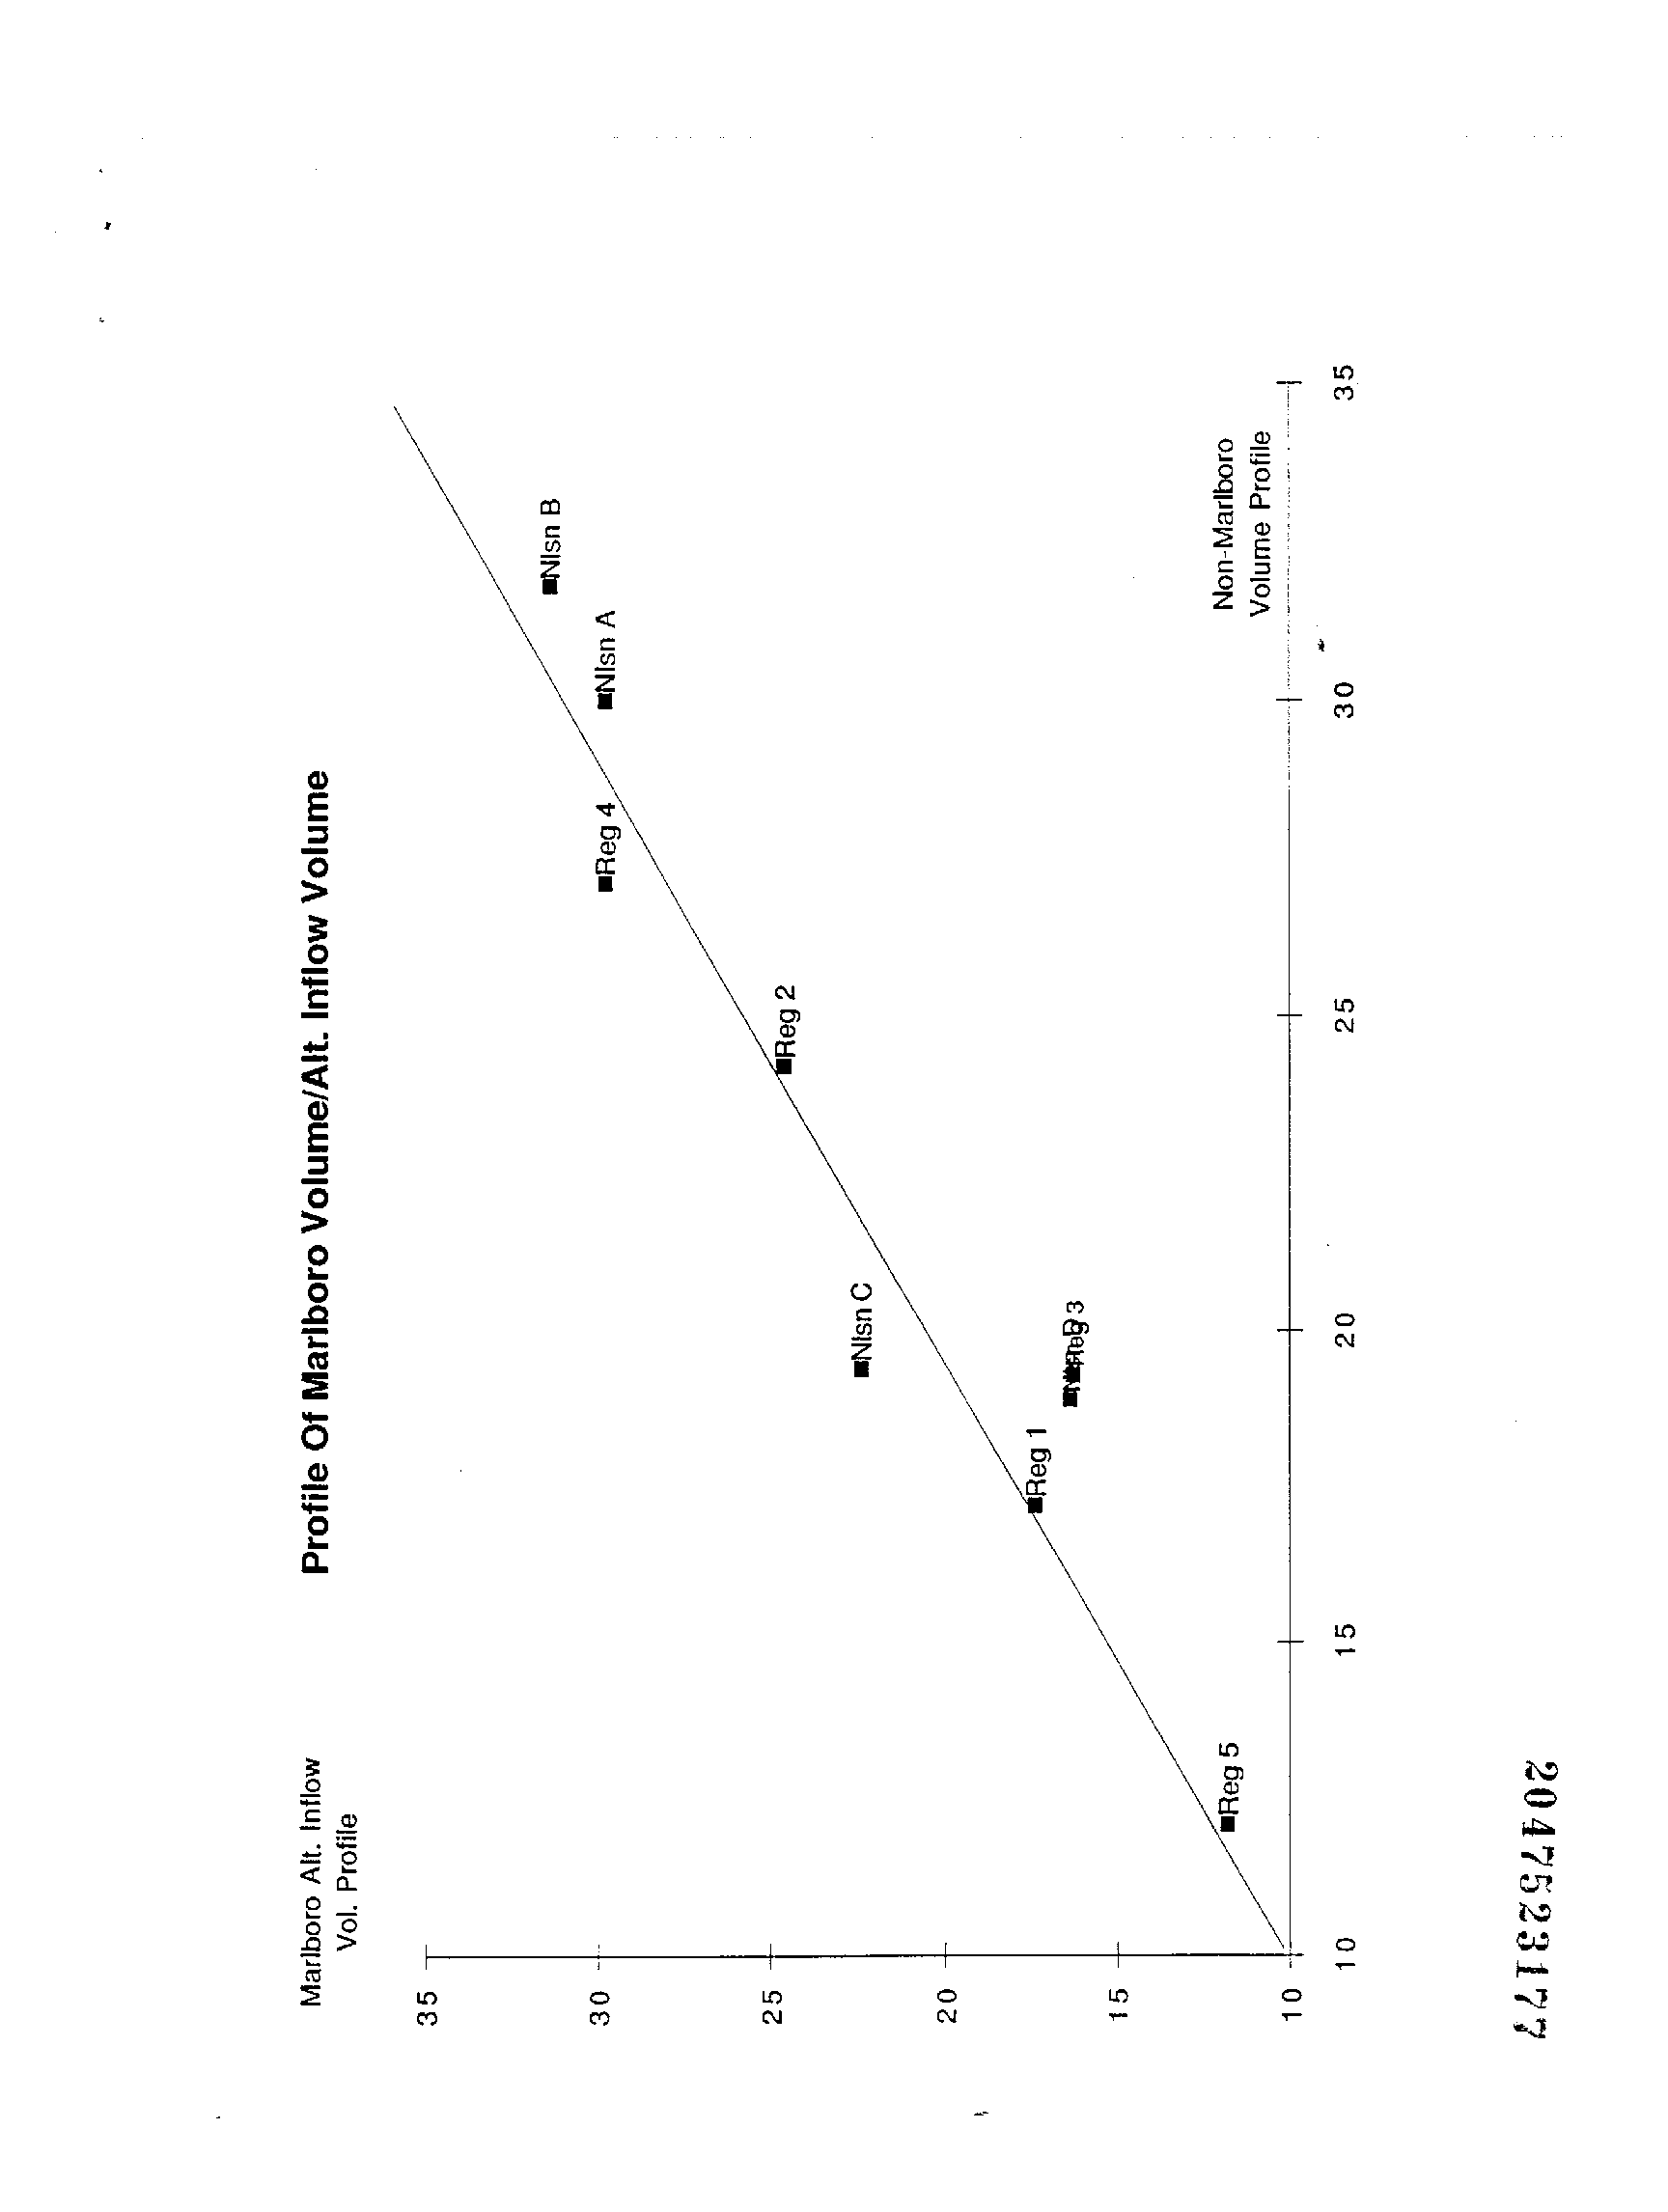 Profile Of Marlboro Volume/Alt. Inflow Volume
Marlboro Alt. Inflow
Vol. Profile
35
30
25
20
15
10
Nlsn B
Nlsn A
Reg 4
Reg 2
Nlsn C
Reg 3
Nlsn D
Reg 1
Reg 5
Non-Marlboro
Volume Profile
10
15
20
25
30
35
2047523177